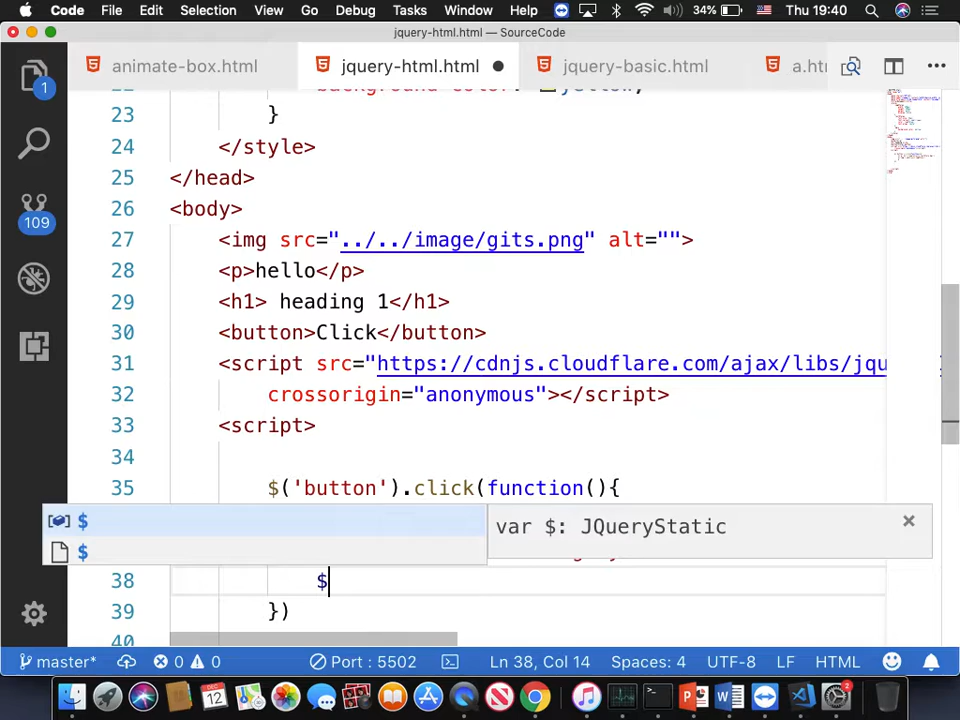 Code File Edit Selection View Go Debug Tasks Window Help 34% Thu 19:40
jquery-html.html — SourceCode
animate-box.html jquery-html.html jquery-basic.html a.ht
1
109
23 }
24 </style>
25 </head>
26 <body>
27 <img src="../../image/gits.png" alt="">
28 <p>hello</p>
29 <h1> heading 1</h1>
30 <button>Click</button>
31 <script src="https://cdnjs.cloudflare.com/ajax/libs/jqu
32 crossorigin="anonymous"></script>
33 <script>
34
35 $('button').click(function(){
$ var $: JQueryStatic
$
38 $
39 })
40
master* 0 0 Port : 5502 Ln 38, Col 14 Spaces: 4 UTF-8 LF HTML
DEC
12
2